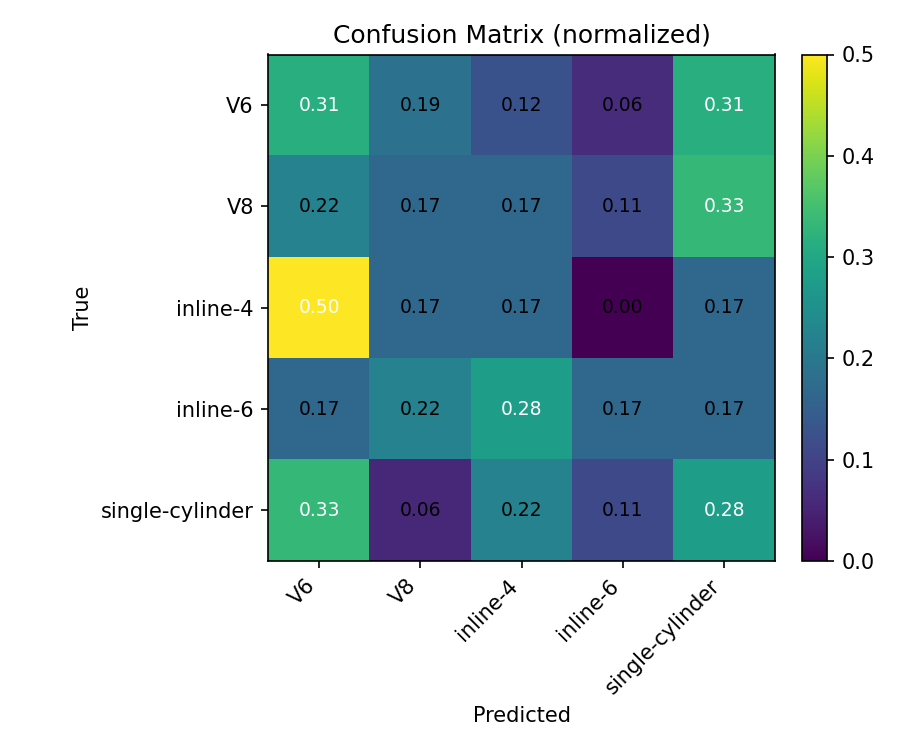 Confusion Matrix (normalized)
V6 0.31 0.19 0.12 0.06 0.31
V8 0.22 0.17 0.17 0.11 0.33
inline-4 0.50 0.17 0.17 0.00 0.17
inline-6 0.17 0.22 0.28 0.17 0.17
single-cylinder 0.33 0.06 0.22 0.11 0.28
True
V6 V8 inline-4 inline-6 single-cylinder
Predicted
0.5
0.4
0.3
0.2
0.1
0.0